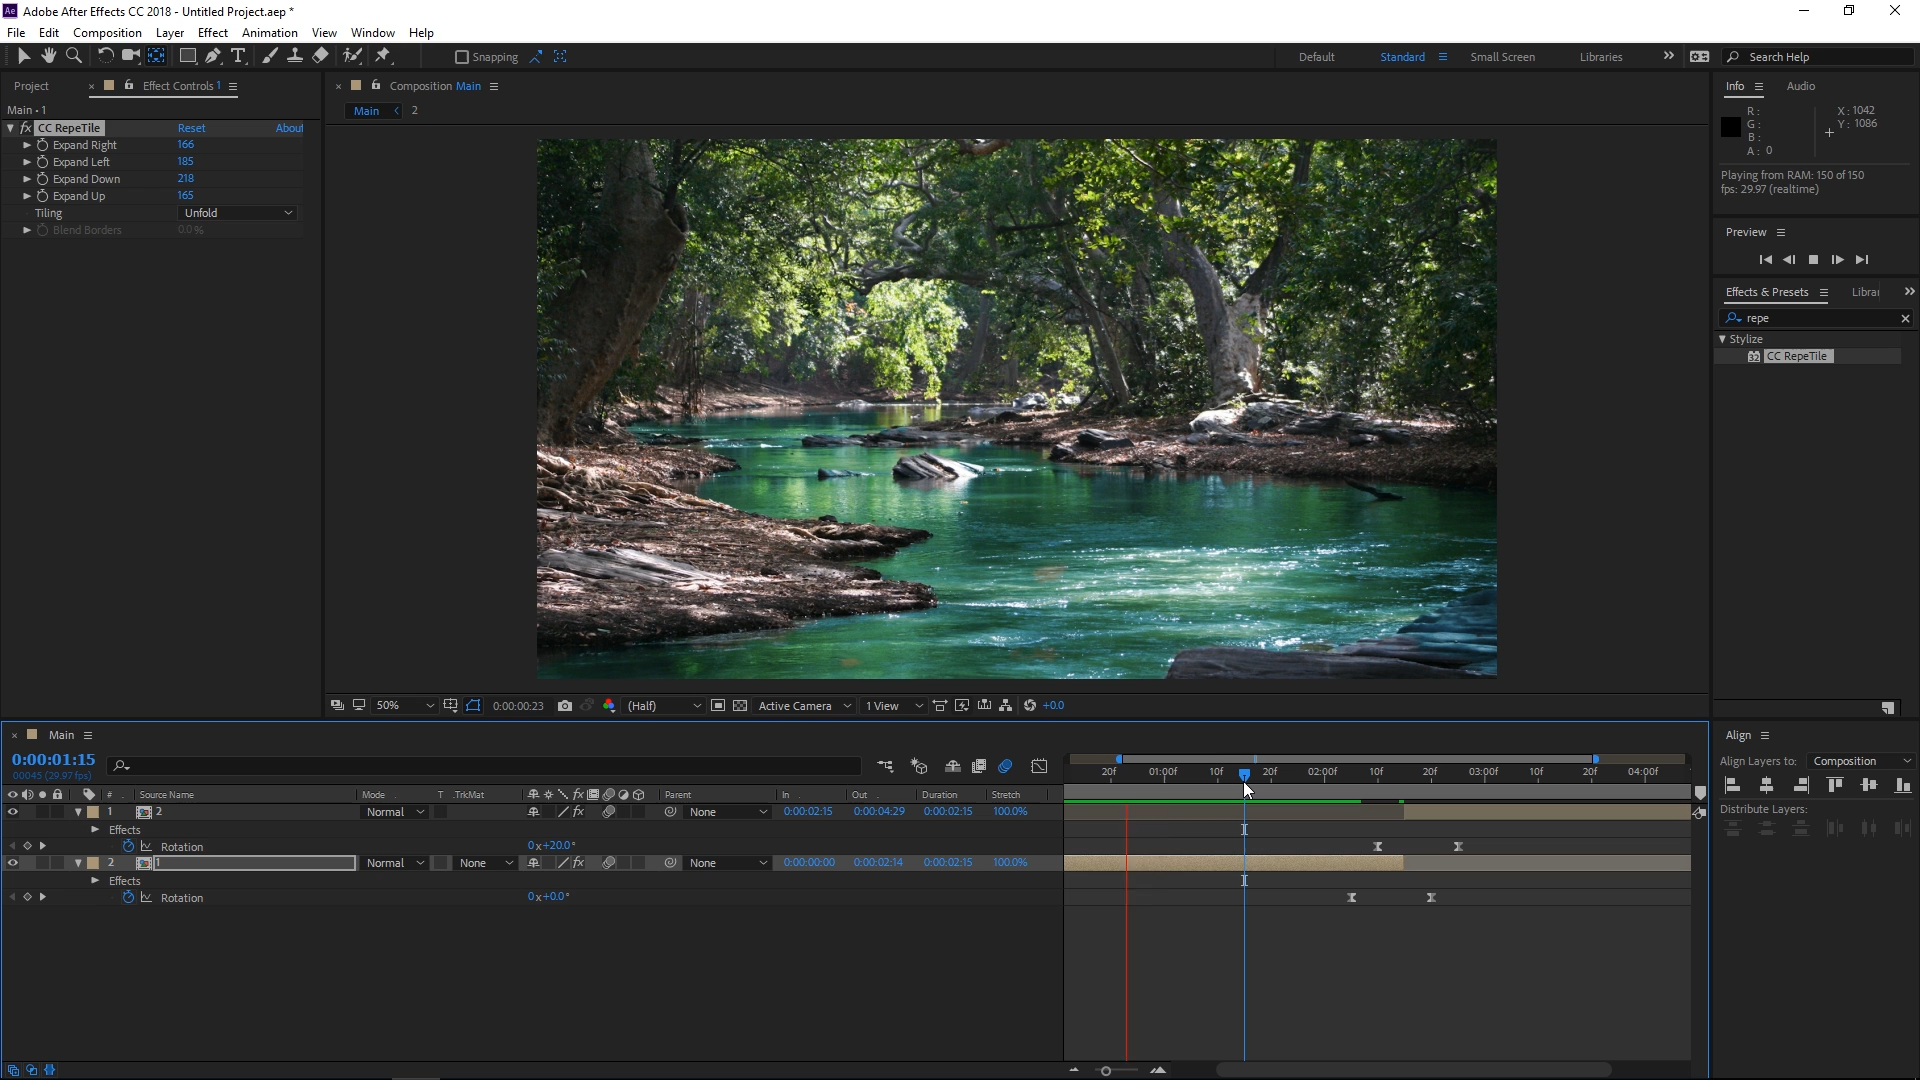 Ae Adobe After Effects CC 2018 - Untitled Project.aep *
File Edit Composition Layer Effect Animation View Window Help
Snapping Default Standard Small Screen Libraries Search Help
Project Effect Controls 1
Composition Main
Info Audio
Main • 1
Main 2
fx CC RepeTile Reset About
Expand Right 166
Expand Left 185
Expand Down 218
Expand Up 165
Tiling Unfold
Blend Borders 0.0 %
R :
G :
B :
A : 0
X : 1042
Y : 1086
Playing from RAM: 150 of 150
fps: 29.97 (realtime)
Preview
Effects & Presets Librar
repe
Stylize
32 CC RepeTile
50% 0:00:00:23 (Half) Active Camera 1 View +0.0
Main
0:00:01:15
00045 (29.97 fps)
20f 01:00f 10f 20f 02:00f 10f 20f 03:00f 10f 20f 04:00f
# Source Name Mode T .TrkMat fx Parent In Out Duration Stretch
1 2 Normal fx None 0:00:02:15 0:00:04:29 0:00:02:15 100.0%
Effects
Rotation 0x+20.0°
2 1 Normal None fx None 0:00:00:00 0:00:02:14 0:00:02:15 100.0%
Effects
Rotation 0x+0.0°
Align
Align Layers to: Composition
Distribute Layers: